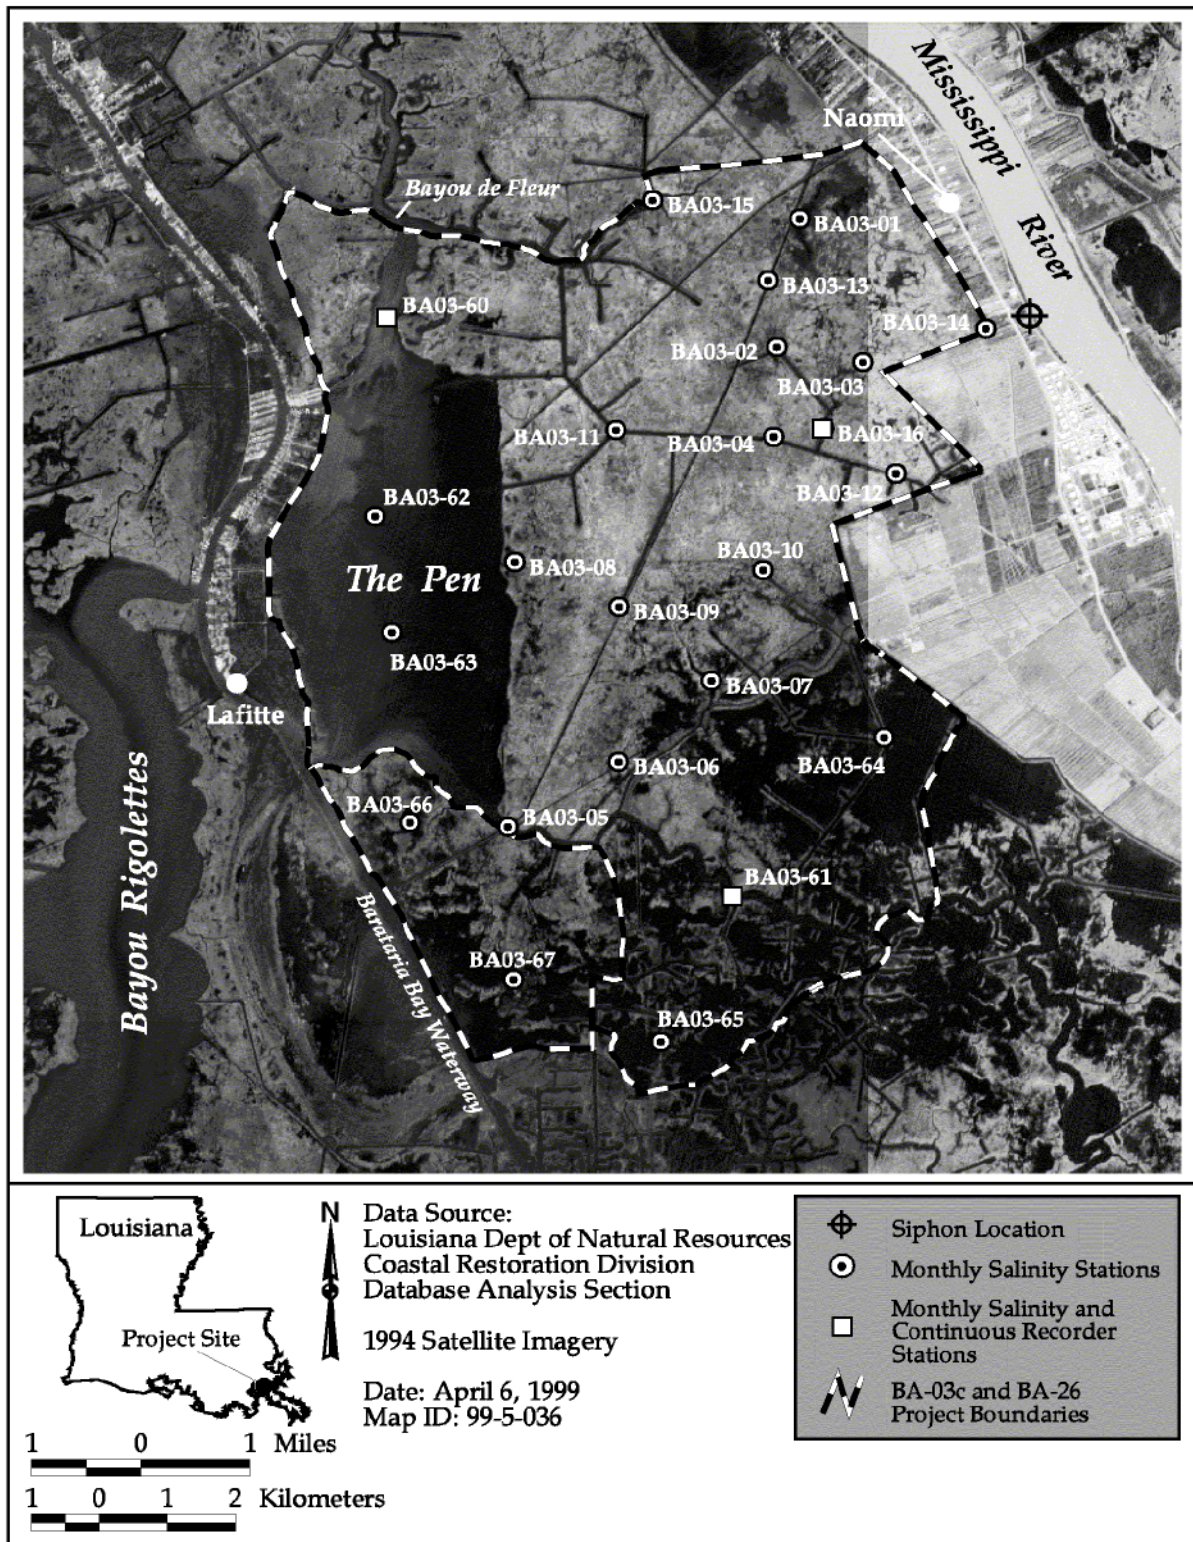 Mississippi
River
Naomi
Bayou de Fleur
BA03-15
BA03-01
BA03-13
BA03-60
BA03-14
BA03-02
BA03-03
BA03-11
BA03-04
BA03-16
BA03-12
BA03-62
The Pen
BA03-08
BA03-10
BA03-09
BA03-63
BA03-07
Lafitte
BA03-64
BA03-06
BA03-66
BA03-05
Bayou Rigolettes
BA03-61
Barataria Bay Waterway
BA03-67
BA03-65
Louisiana
Project Site
N
Data Source:
Louisiana Dept of Natural Resources
Coastal Restoration Division
Database Analysis Section
1994 Satellite Imagery
Date: April 6, 1999
Map ID: 99-5-036
1 0 1 Miles
1 0 1 2 Kilometers
Siphon Location
Monthly Salinity Stations
Monthly Salinity and
Continuous Recorder
Stations
BA-03c and BA-26
Project Boundaries